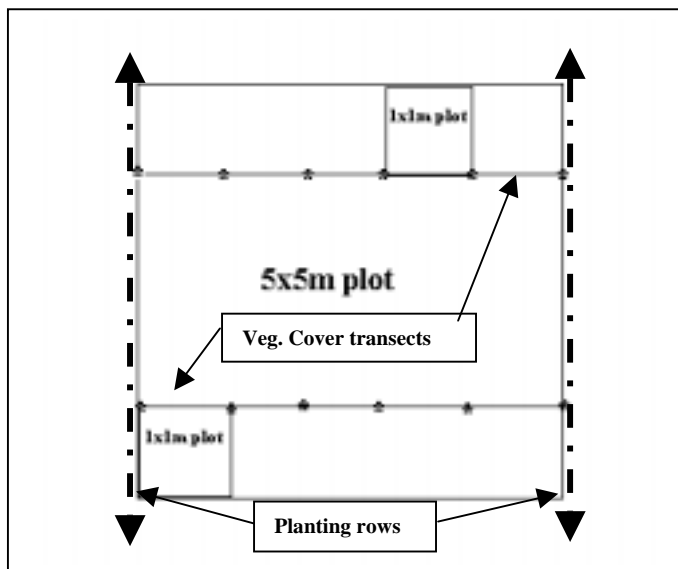 1x1m plot
5x5m plot
Veg. Cover transects
1x1m plot
Planting rows